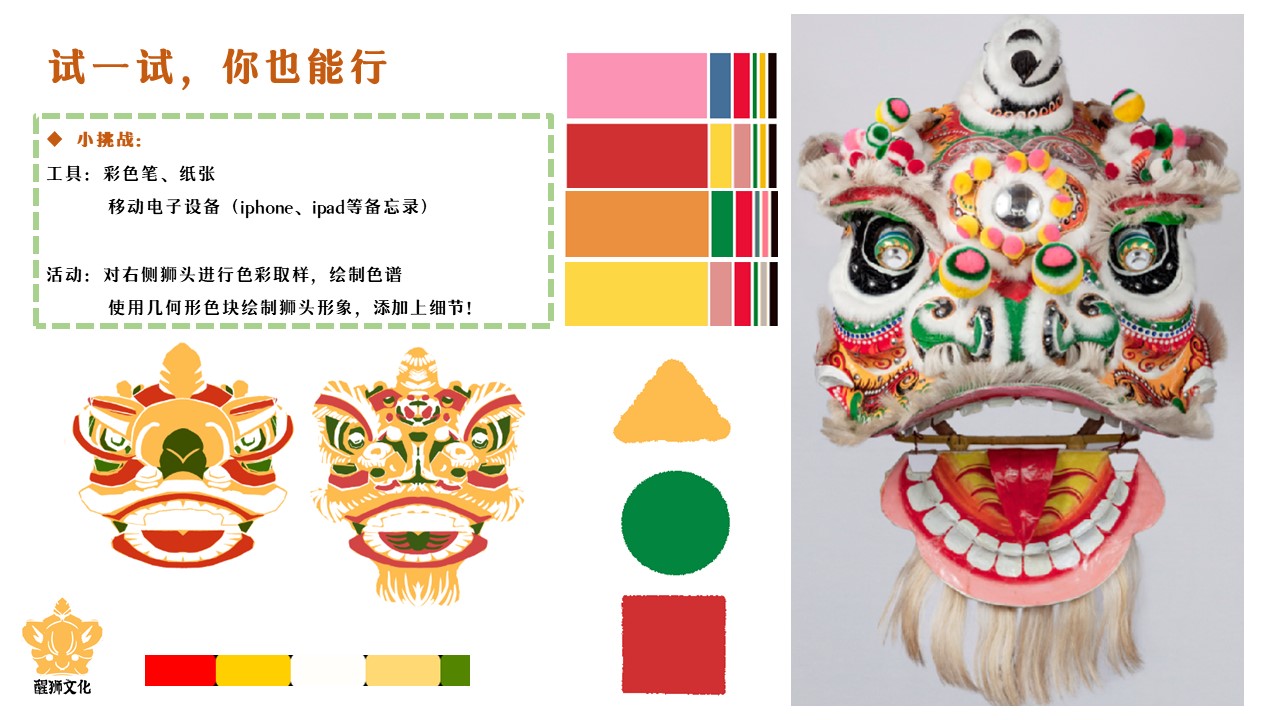 试一试，你也能行
◆ 小挑战:
工具：彩色笔、纸张
移动电子设备（iphone、ipad等备忘录）
活动：对右侧狮头进行色彩取样，绘制色谱
使用几何形色块绘制狮头形象，添加上细节!
醒狮文化